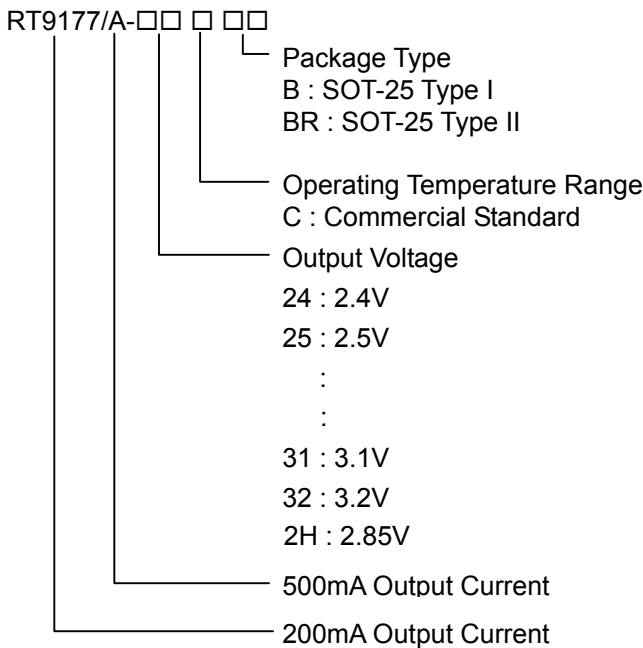 RT9177/A-□□ □ □□
Package Type
B : SOT-25 Type I
BR : SOT-25 Type II
Operating Temperature Range
C : Commercial Standard
Output Voltage
24 : 2.4V
25 : 2.5V
:
:
31 : 3.1V
32 : 3.2V
2H : 2.85V
500mA Output Current
200mA Output Current